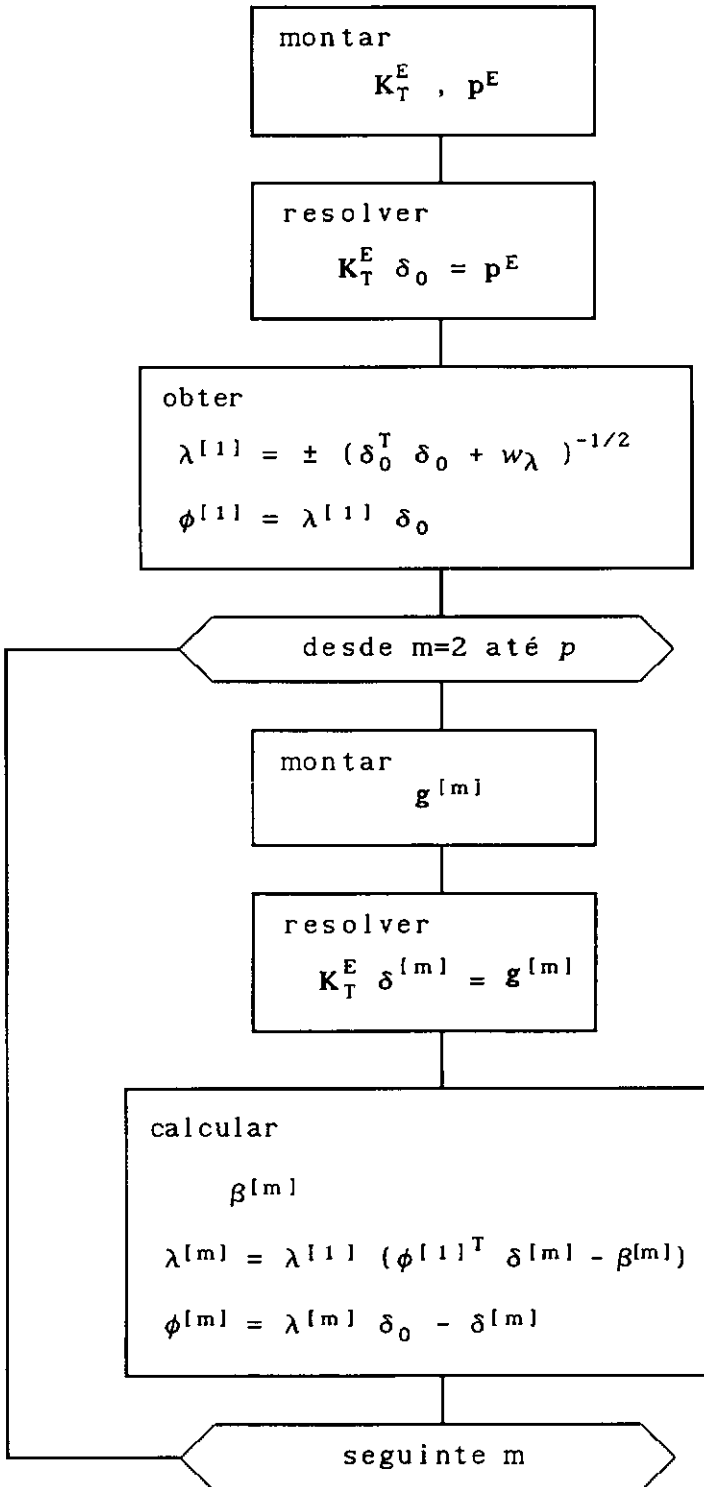 montar
K_T^E , p^E
resolver
K_T^E δ_0 = p^E
obter
λ^[1] = ± (δ_0^T δ_0 + w_λ )^-1/2
ϕ^[1] = λ^[1] δ_0
desde m=2 até p
montar
g^[m]
resolver
K_T^E δ^[m] = g^[m]
calcular
β^[m]
λ^[m] = λ^[1] (ϕ^[1]^T δ^[m] - β^[m])
ϕ^[m] = λ^[m] δ_0 - δ^[m]
seguinte m